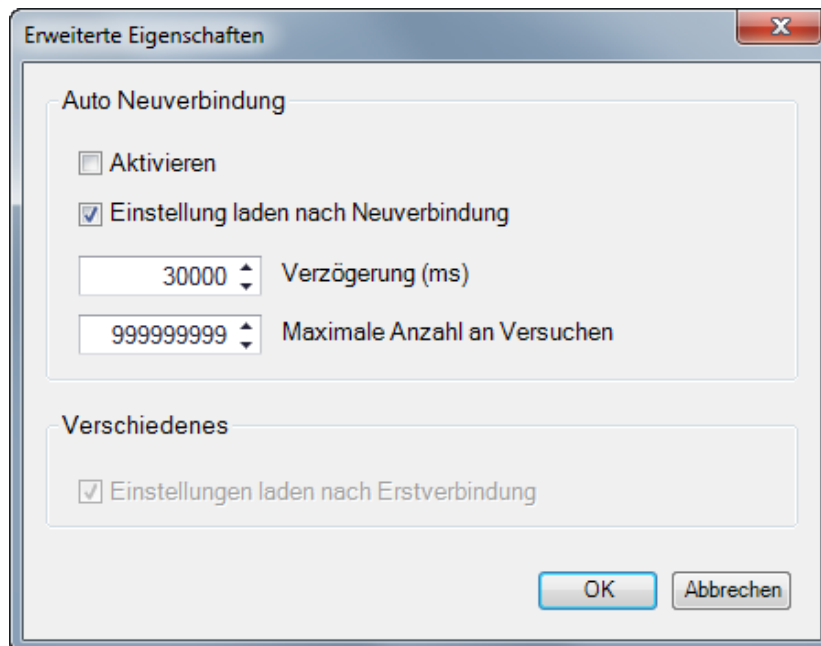 Erweiterte Eigenschaften
Auto Neuverbindung
Aktivieren
Einstellung laden nach Neuverbindung
30000 Verzögerung (ms)
999999999 Maximale Anzahl an Versuchen
Verschiedenes
Einstellungen laden nach Erstverbindung
OK Abbrechen